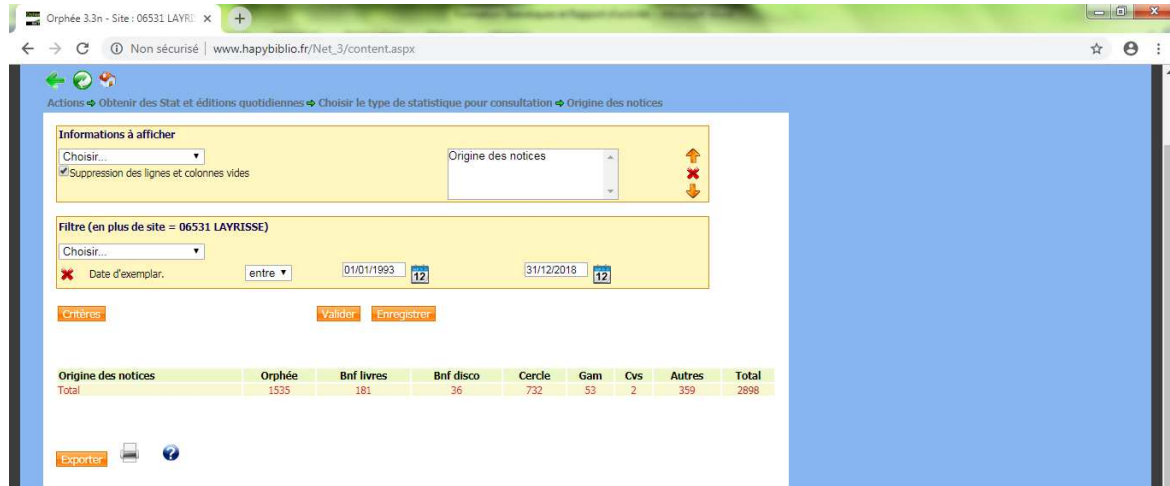 Orphée 3.3n - Site : 06531 LAYRI
Non sécurisé | www.hapybiblio.fr/Net_3/content.aspx
Actions Obtenir des Stat et éditions quotidiennes Choisir le type de statistique pour consultation Origine des notices
Informations à afficher
Choisir... Origine des notices
Suppression des lignes et colonnes vides
Filtre (en plus de site = 06531 LAYRISSE)
Choisir...
Date d'exemplar. entre 01/01/1993 12 31/12/2018 12
Critères Valider Enregistrer
Origine des notices Orphée Bnf livres Bnf disco Cercle Gam Cvs Autres Total
Total 1535 181 36 732 53 2 359 2898
Exporter ?